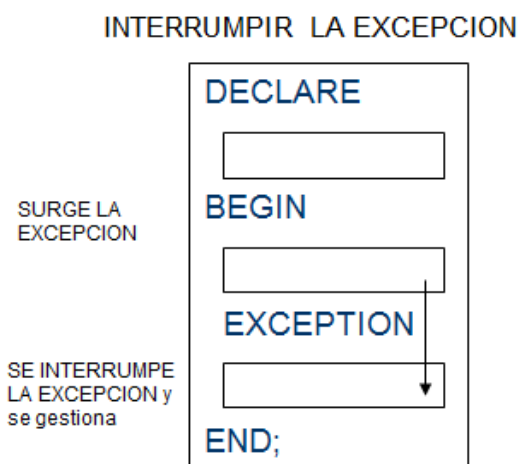 INTERRUMPIR LA EXCEPCION
DECLARE
SURGE LA
EXCEPCION
BEGIN
EXCEPTION
SE INTERRUMPE
LA EXCEPCION y
se gestiona
END;